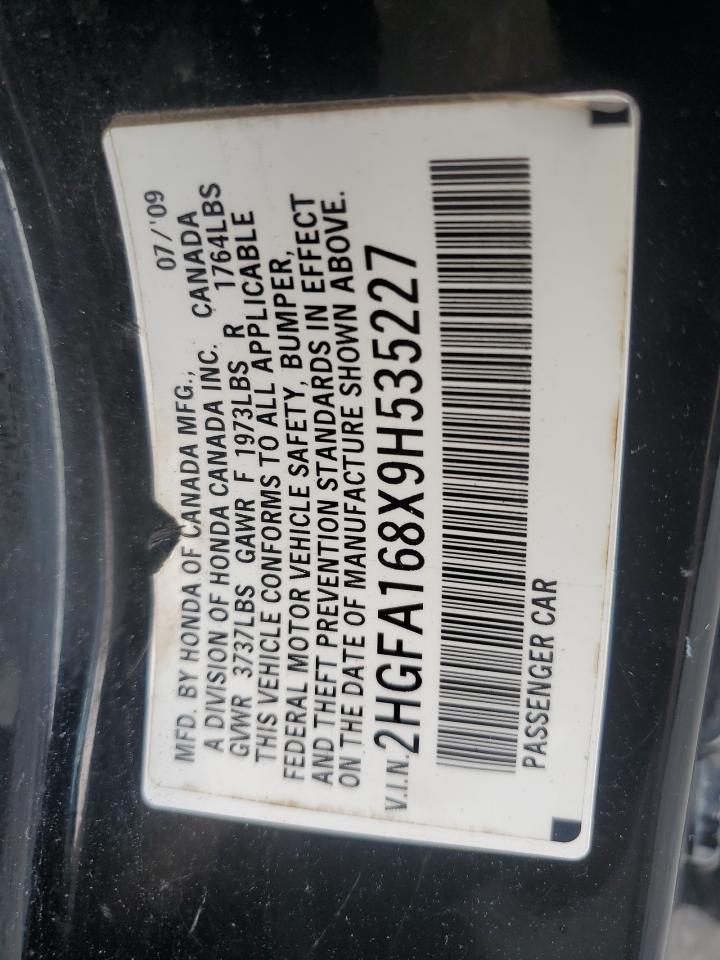 MFD. BY HONDA OF CANADA MFG., 07/'09
A DIVISION OF HONDA CANADA INC. CANADA
GVWR 3737LBS GAWR F 1973LBS R 1764LBS
THIS VEHICLE CONFORMS TO ALL APPLICABLE
FEDERAL MOTOR VEHICLE SAFETY, BUMPER,
AND THEFT PREVENTION STANDARDS IN EFFECT
ON THE DATE OF MANUFACTURE SHOWN ABOVE.
V.I.N. 2HGFA168X9H535227
PASSENGER CAR